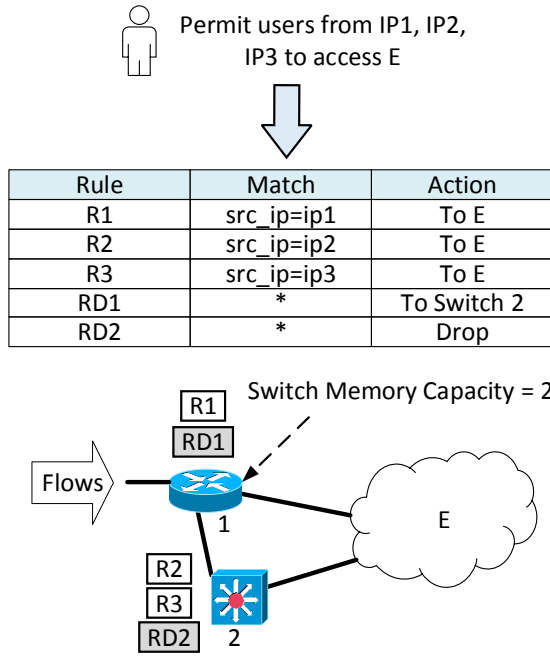 Permit users from IP1, IP2,
IP3 to access E
Rule Match Action
R1 src_ip=ip1 To E
R2 src_ip=ip2 To E
R3 src_ip=ip3 To E
RD1 * To Switch 2
RD2 * Drop
Switch Memory Capacity = 2
R1
RD1
Flows
1
E
R2
R3
RD2
2